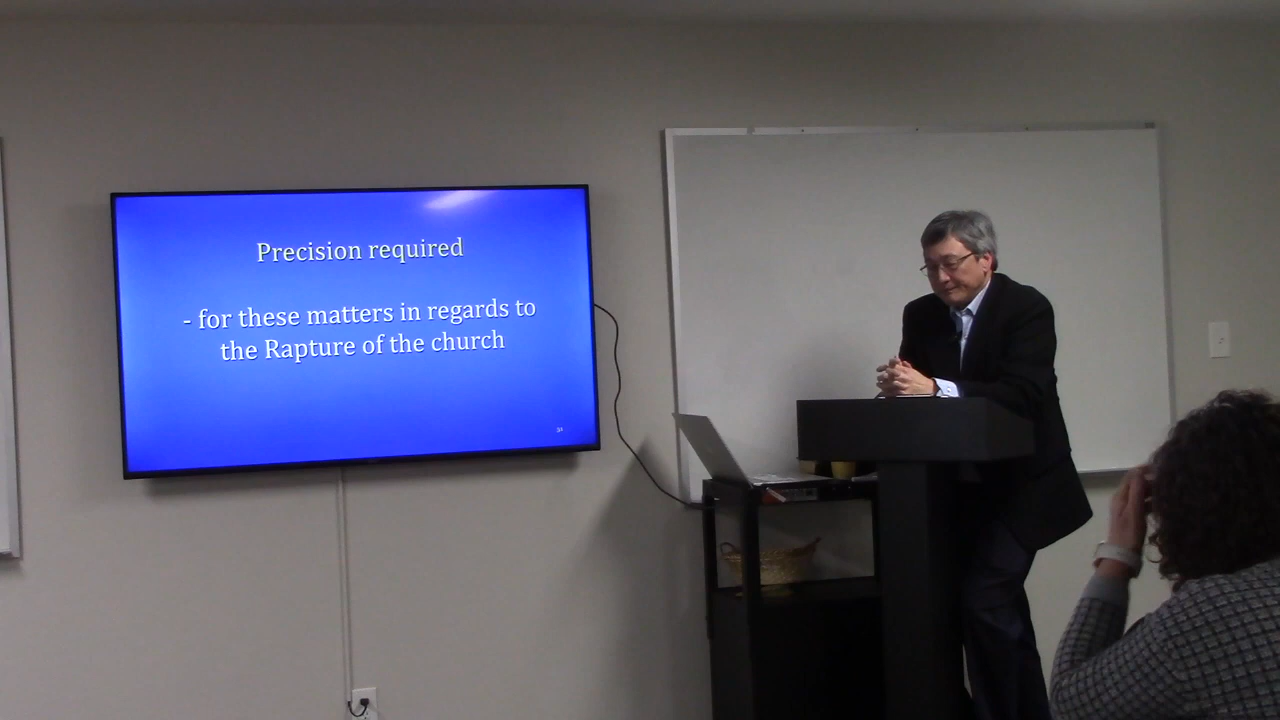 Precision required
- for these matters in regards to
the Rapture of the church